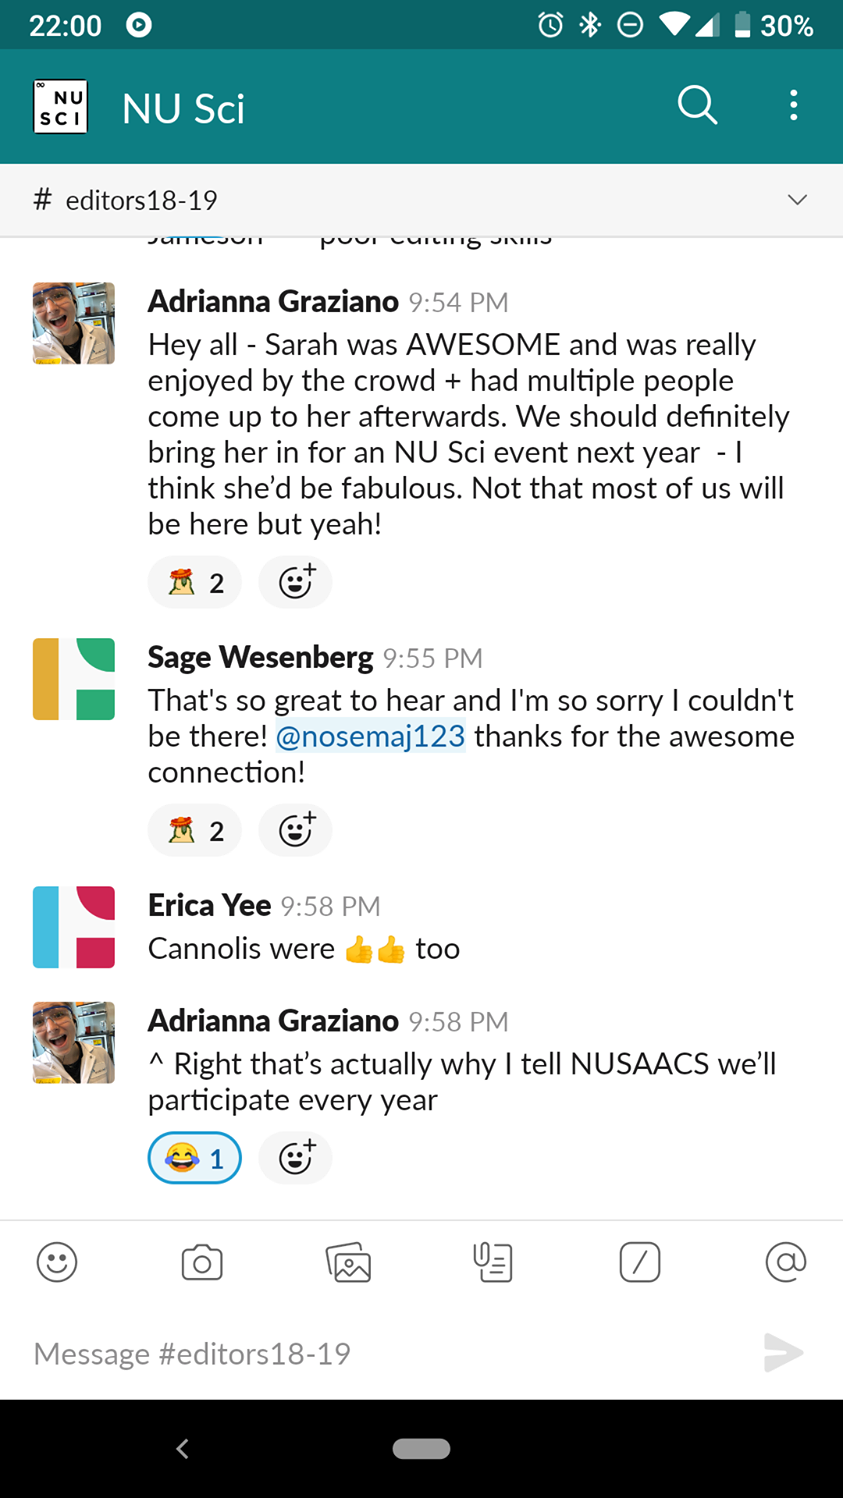 22:00 30%
NU SCI
NU Sci
# editors18-19
Jameson poor editing skills
Adrianna Graziano 9:54 PM
Hey all - Sarah was AWESOME and was really
enjoyed by the crowd + had multiple people
come up to her afterwards. We should definitely
bring her in for an NU Sci event next year - I
think she’d be fabulous. Not that most of us will
be here but yeah!
2
Sage Wesenberg 9:55 PM
That's so great to hear and I'm so sorry I couldn't
be there! @nosemaj123 thanks for the awesome
connection!
2
Erica Yee 9:58 PM
Cannolis were 👍👍 too
Adrianna Graziano 9:58 PM
^ Right that’s actually why I tell NUSAACS we’ll
participate every year
😂 1
Message #editors18-19